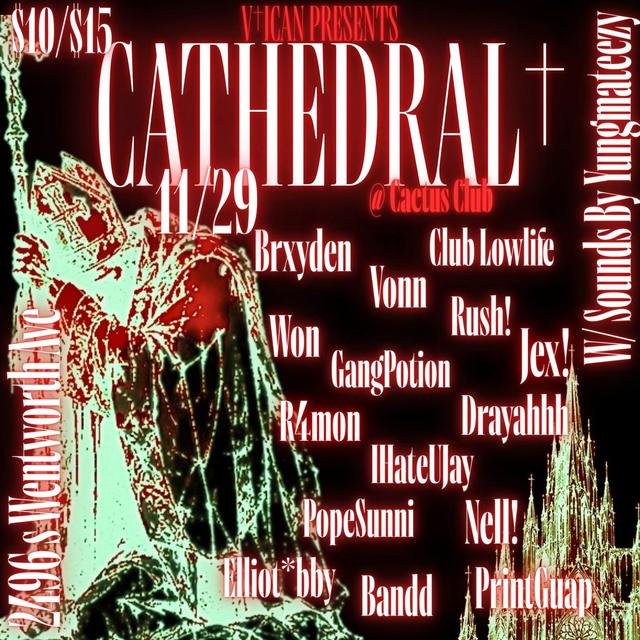 $10/$15
V†ICAN PRESENTS
CATHEDRAL†
11/29
@ Cactus Club
W/ Sounds By Yungmateezy
Brxyden
Club Lowlife
Vonn
Rush!
Won
Jex!
GangPotion
R4mon
Drayahhh
IHateUJay
PopeSunni
Nell!
Elliot*bby
Bandd
PrintGuap
2496 s Wentworth Ave